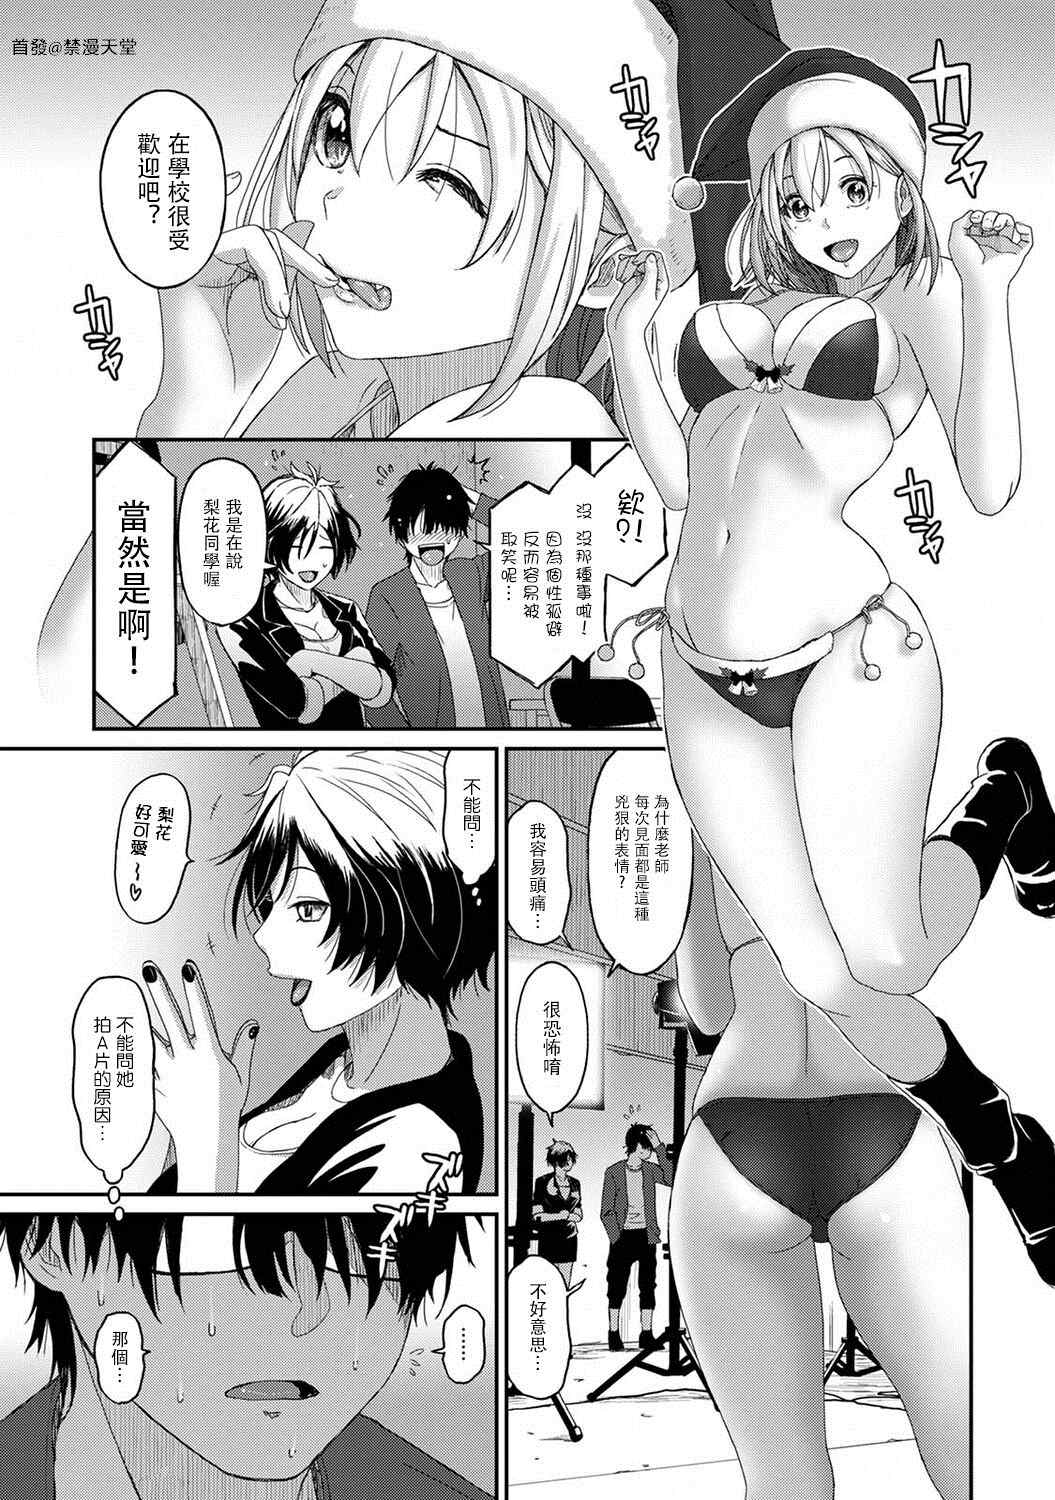 首發@禁漫天堂
カシャ
カシャ
カシャ
在學校很受
歡迎吧？
欸?!
沒 沒那種事啦！
因為個性孤僻
反而容易被
取笑呢…
我是在說
梨花同學喔
當然是啊！
為什麼老師
每次見面都是這種
兇狠的表情？
我容易頭痛…
很恐怖唷
不好意思…
不能問…
梨花
好可愛～♡
不能問她
拍A片的原因…
ズキ
ズキ
……
那個…